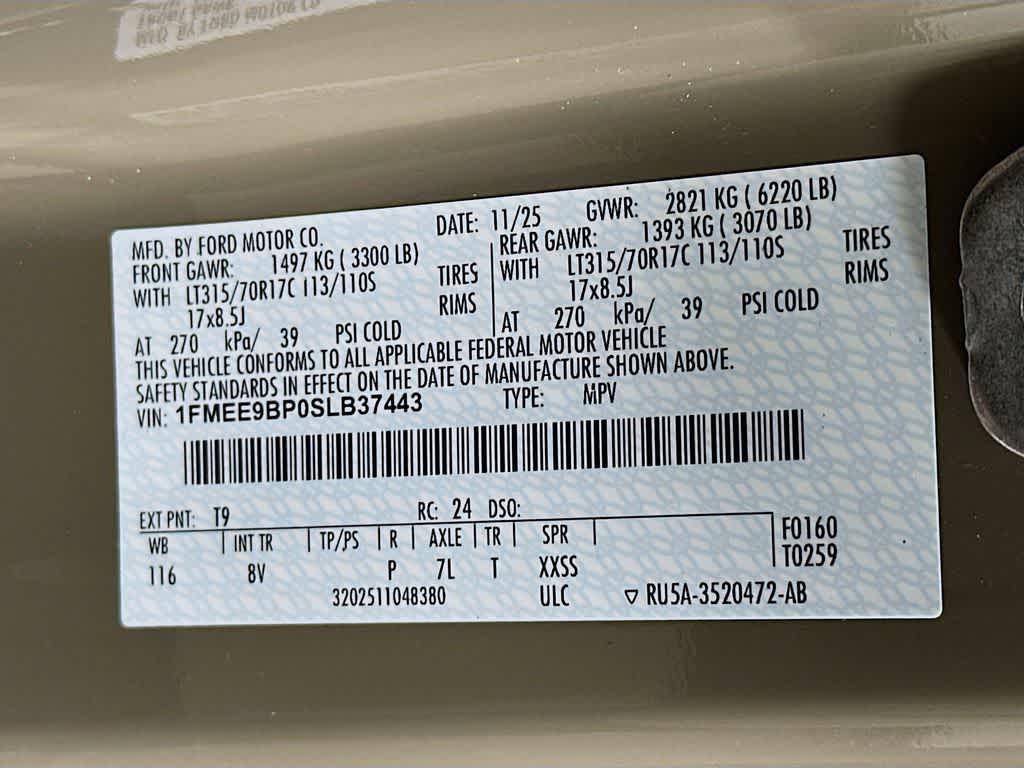 MFD. BY FORD MOTOR CO.
DATE: 11/25 GVWR: 2821 KG ( 6220 LB)
FRONT GAWR: 1497 KG ( 3300 LB) REAR GAWR: 1393 KG ( 3070 LB)
WITH LT315/70R17C 113/110S TIRES WITH LT315/70R17C 113/110S TIRES
17x8.5J RIMS 17x8.5J RIMS
AT 270 kPa/ 39 PSI COLD AT 270 kPa/ 39 PSI COLD
THIS VEHICLE CONFORMS TO ALL APPLICABLE FEDERAL MOTOR VEHICLE
SAFETY STANDARDS IN EFFECT ON THE DATE OF MANUFACTURE SHOWN ABOVE.
VIN: 1FMEE9BP0SLB37443 TYPE: MPV
EXT PNT: T9 RC: 24 DSO:
WB INT TR TP/PS R AXLE TR SPR F0160
116 8V P 7L T XXSS T0259
3202511048380 ULC ▽ RU5A-3520472-AB